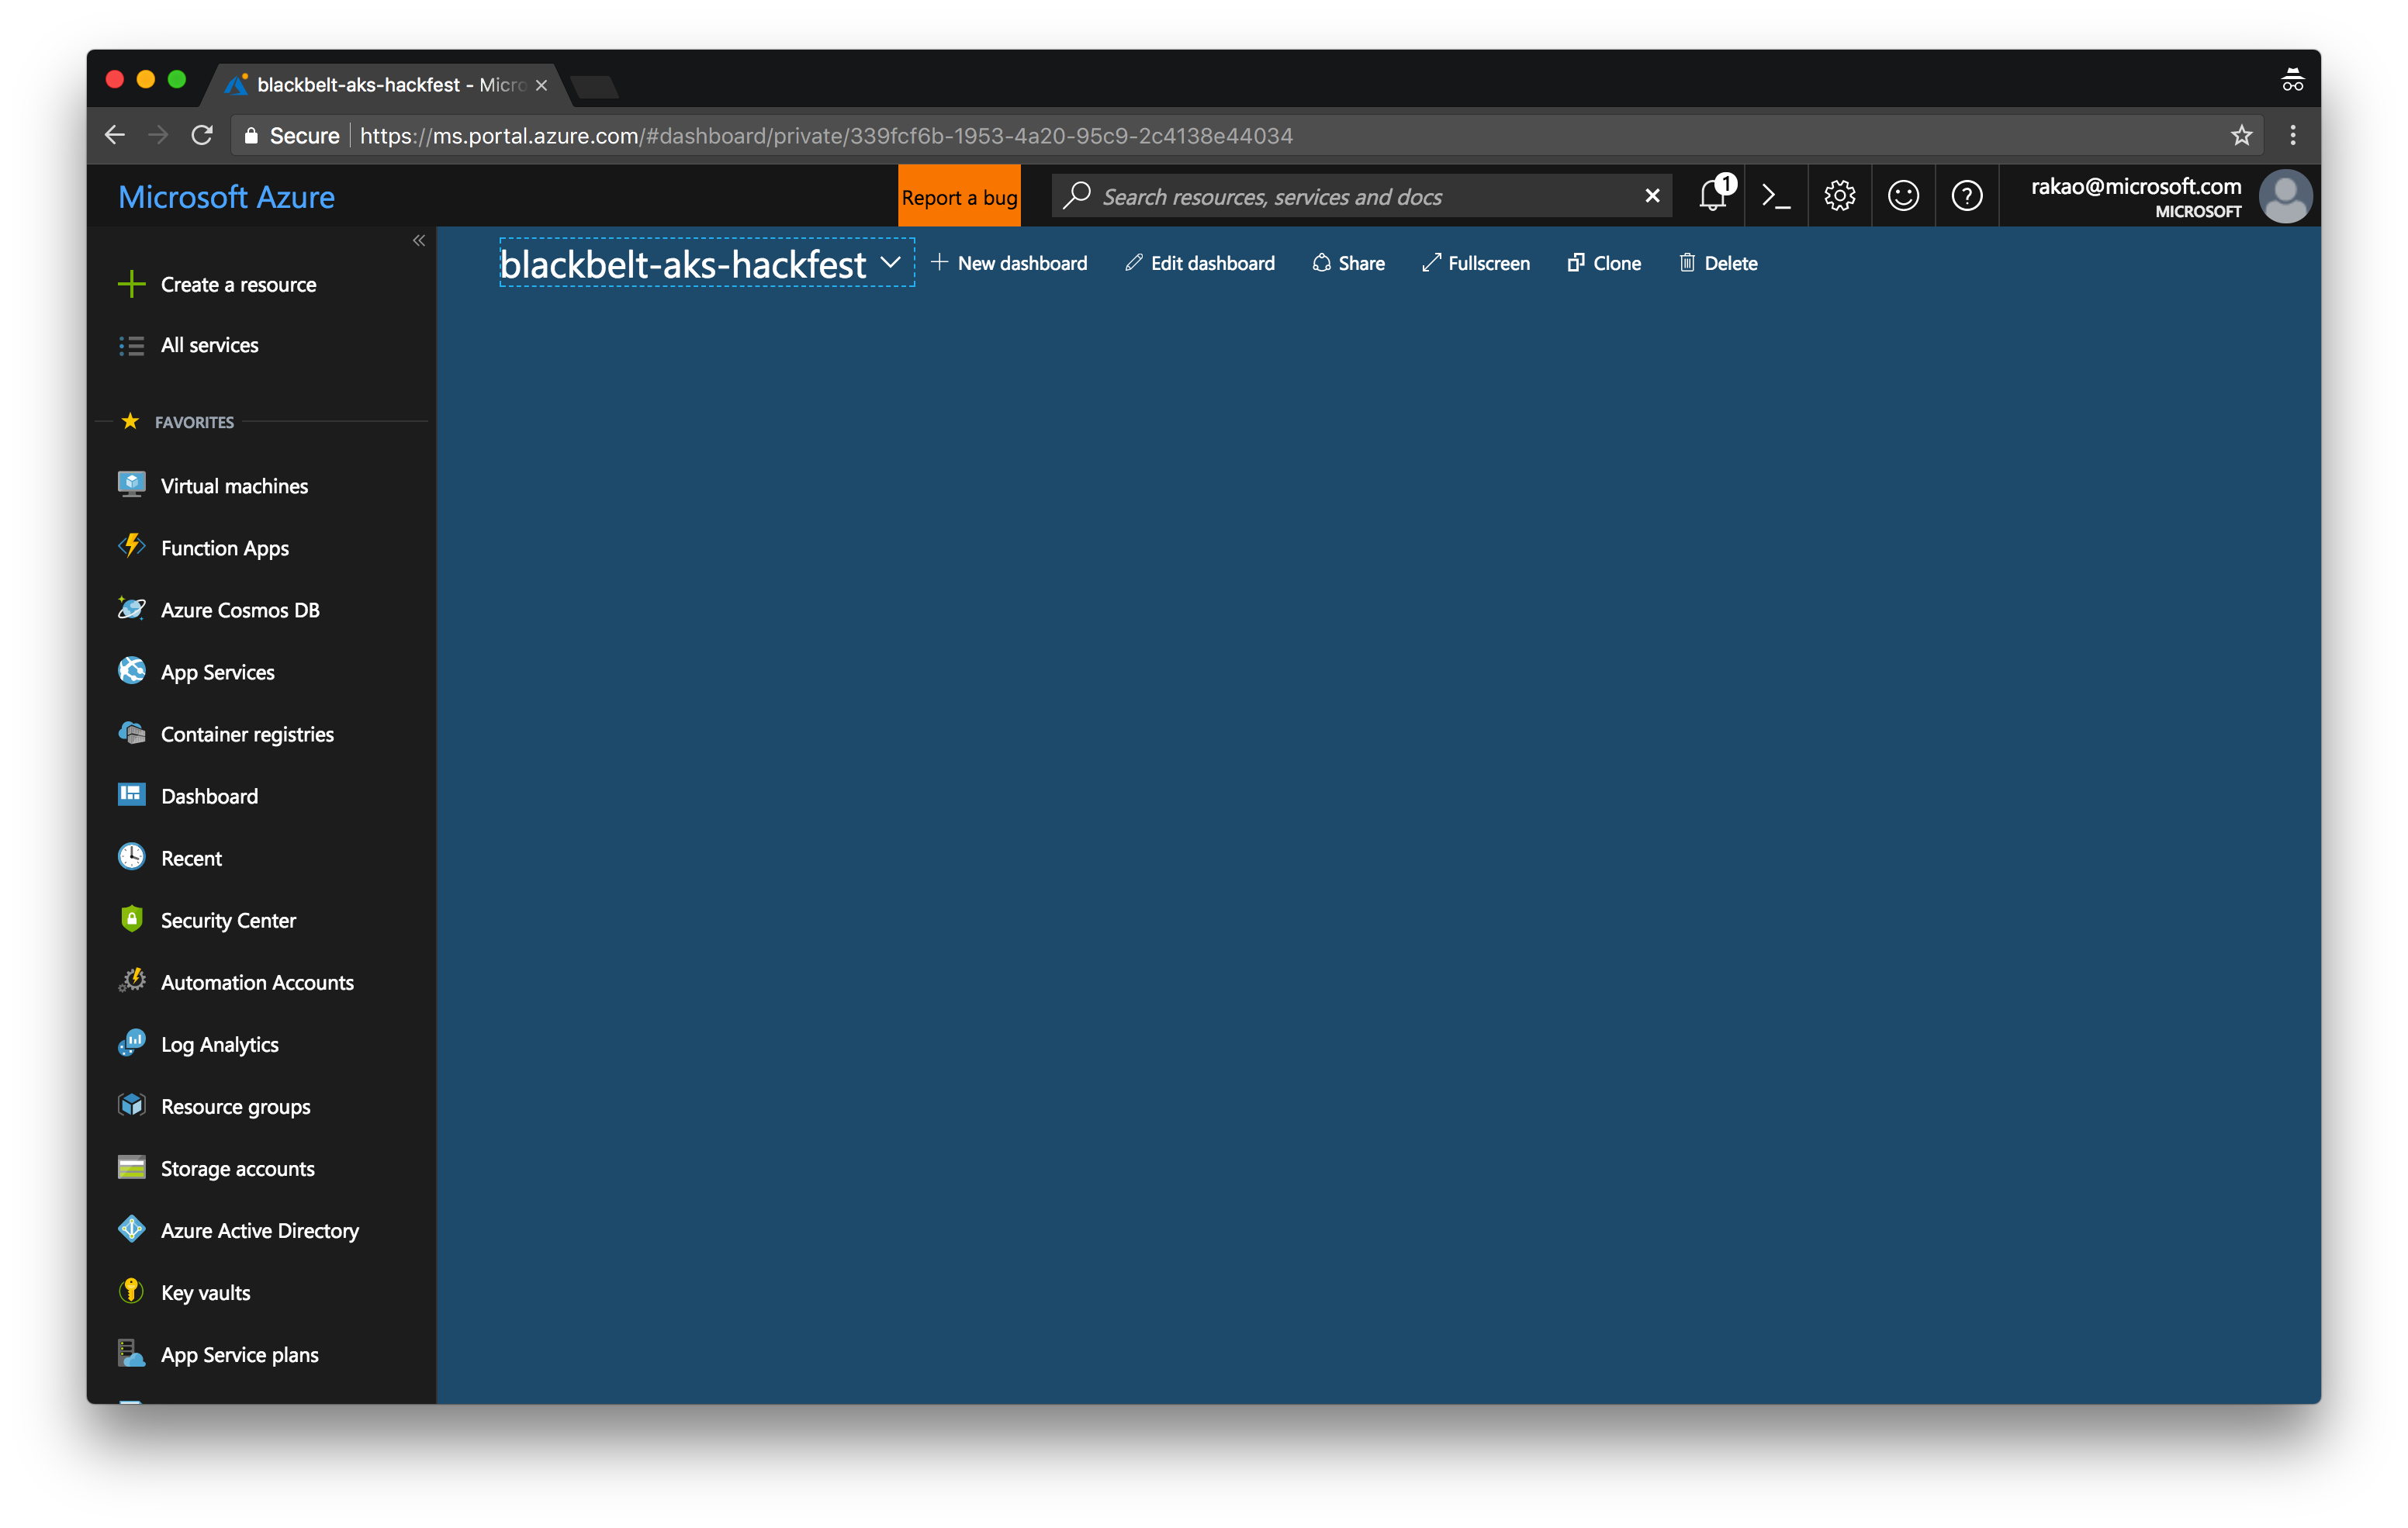 blackbelt-aks-hackfest - Micro
Secure https://ms.portal.azure.com/#dashboard/private/339fcf6b-1953-4a20-95c9-2c4138e44034
Microsoft Azure
Report a bug
Search resources, services and docs
1
rakao@microsoft.com
MICROSOFT
blackbelt-aks-hackfest
New dashboard
Edit dashboard
Share
Fullscreen
Clone
Delete
Create a resource
All services
FAVORITES
Virtual machines
Function Apps
Azure Cosmos DB
App Services
Container registries
Dashboard
Recent
Security Center
Automation Accounts
Log Analytics
Resource groups
Storage accounts
Azure Active Directory
Key vaults
App Service plans